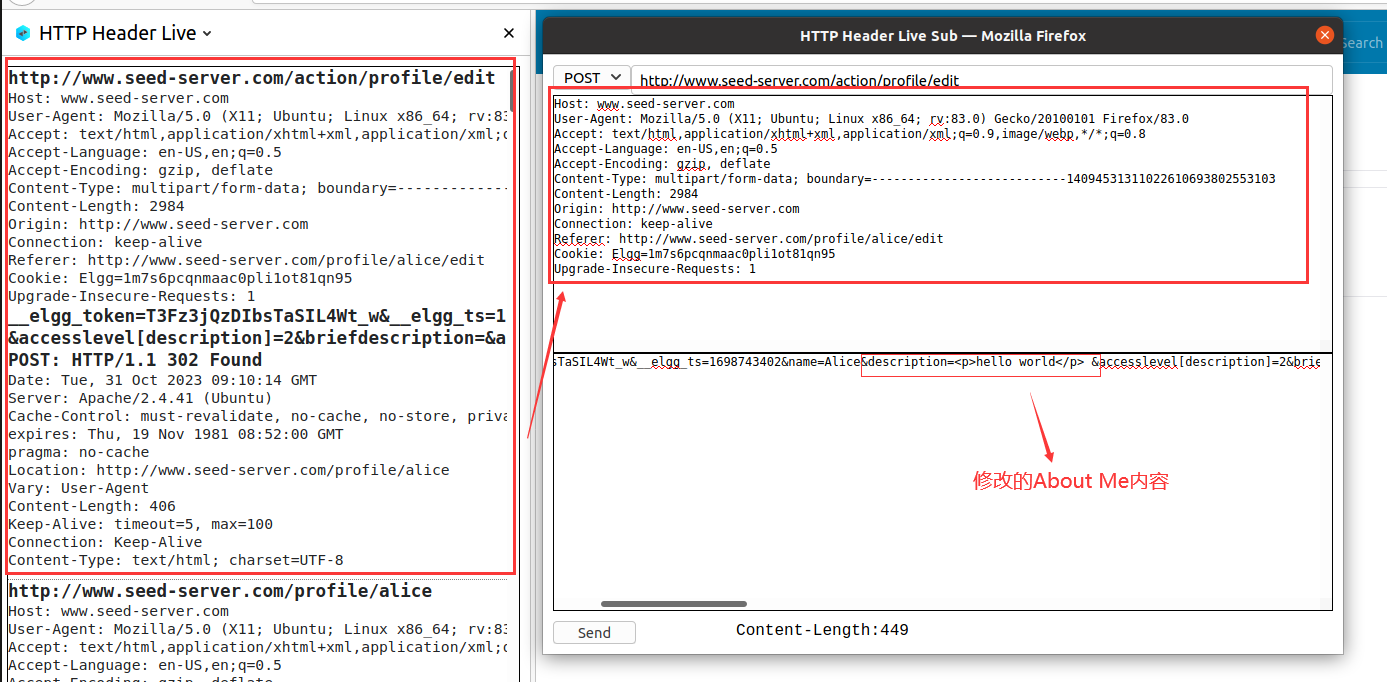 HTTP Header Live
http://www.seed-server.com/action/profile/edit
Host: www.seed-server.com
User-Agent: Mozilla/5.0 (X11; Ubuntu; Linux x86_64; rv:83
Accept: text/html,application/xhtml+xml,application/xml;q
Accept-Language: en-US,en;q=0.5
Accept-Encoding: gzip, deflate
Content-Type: multipart/form-data; boundary=-------------
Content-Length: 2984
Origin: http://www.seed-server.com
Connection: keep-alive
Referer: http://www.seed-server.com/profile/alice/edit
Cookie: Elgg=1m7s6pcqnmaac0pli1ot81qn95
Upgrade-Insecure-Requests: 1
__elgg_token=T3Fz3jQzDIbsTaSIL4Wt_w&__elgg_ts=1
&accesslevel[description]=2&briefdescription=&a
POST: HTTP/1.1 302 Found
Date: Tue, 31 Oct 2023 09:10:14 GMT
Server: Apache/2.4.41 (Ubuntu)
Cache-Control: must-revalidate, no-cache, no-store, priva
expires: Thu, 19 Nov 1981 08:52:00 GMT
pragma: no-cache
Location: http://www.seed-server.com/profile/alice
Vary: User-Agent
Content-Length: 406
Keep-Alive: timeout=5, max=100
Connection: Keep-Alive
Content-Type: text/html; charset=UTF-8
http://www.seed-server.com/profile/alice
Host: www.seed-server.com
User-Agent: Mozilla/5.0 (X11; Ubuntu; Linux x86_64; rv:83
Accept: text/html,application/xhtml+xml,application/xml;q
Accept-Language: en-US,en;q=0.5
Accept-Encoding: gzip, deflate
HTTP Header Live Sub — Mozilla Firefox
Search
POST
http://www.seed-server.com/action/profile/edit
Host: www.seed-server.com
User-Agent: Mozilla/5.0 (X11; Ubuntu; Linux x86_64; rv:83.0) Gecko/20100101 Firefox/83.0
Accept: text/html,application/xhtml+xml,application/xml;q=0.9,image/webp,*/*;q=0.8
Accept-Language: en-US,en;q=0.5
Accept-Encoding: gzip, deflate
Content-Type: multipart/form-data; boundary=---------------------------14094531311022610693802553103
Content-Length: 2984
Origin: http://www.seed-server.com
Connection: keep-alive
Referer: http://www.seed-server.com/profile/alice/edit
Cookie: Elgg=1m7s6pcqnmaac0pli1ot81qn95
Upgrade-Insecure-Requests: 1
sTaSIL4Wt_w&__elgg_ts=1698743402&name=Alice&description=<p>hello world</p> &accesslevel[description]=2&brie
修改的About Me内容
Send
Content-Length:449